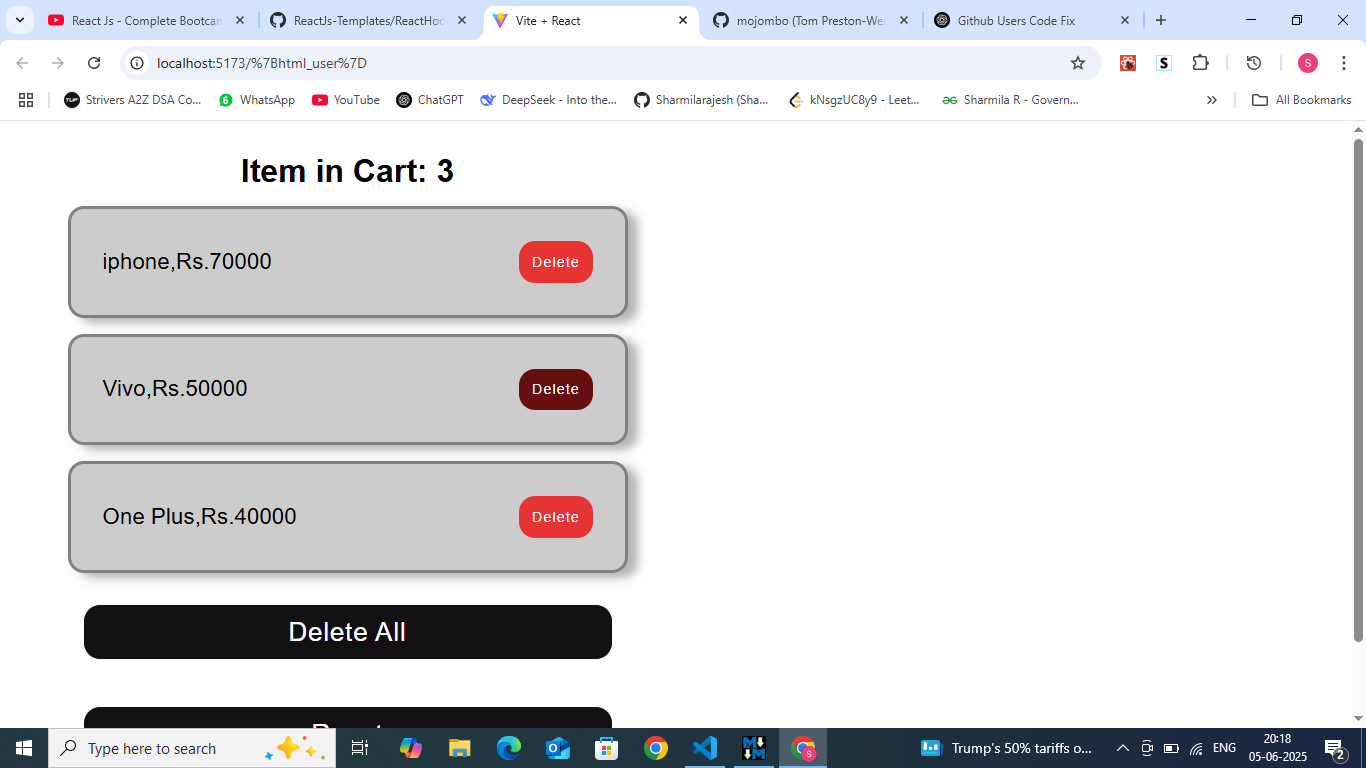 React Js - Complete Bootcam
ReactJs-Templates/ReactHoo
Vite + React
mojombo (Tom Preston-Wer
Github Users Code Fix
localhost:5173/%7Bhtml_user%7D
S
S
Strivers A2Z DSA Co...
WhatsApp
YouTube
ChatGPT
DeepSeek - Into the...
Sharmilarajesh (Sha...
kNsgzUC8y9 - Leet...
Sharmila R - Govern...
All Bookmarks
Item in Cart: 3
iphone,Rs.70000
Delete
Vivo,Rs.50000
Delete
One Plus,Rs.40000
Delete
Delete All
Type here to search
Trump's 50% tariffs o...
ENG
20:18
05-06-2025
2